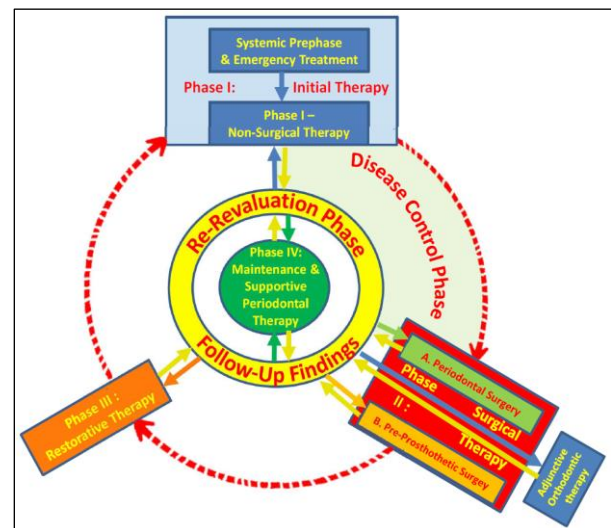 Systemic Prephase
& Emergency Treatment
Phase I: Initial Therapy
Phase I –
Non-Surgical Therapy
Disease Control Phase
Re-Revaluation Phase
Phase IV:
Maintenance &
Supportive
Periodontal
Therapy
Follow-Up Findings
A. Periodontal Surgery
Phase Surgical
II : Therapy
B. Pre-Prosthothetic Surgey
Adjunctive
Orthodontic
therapy
Phase III :
Restorative Therapy